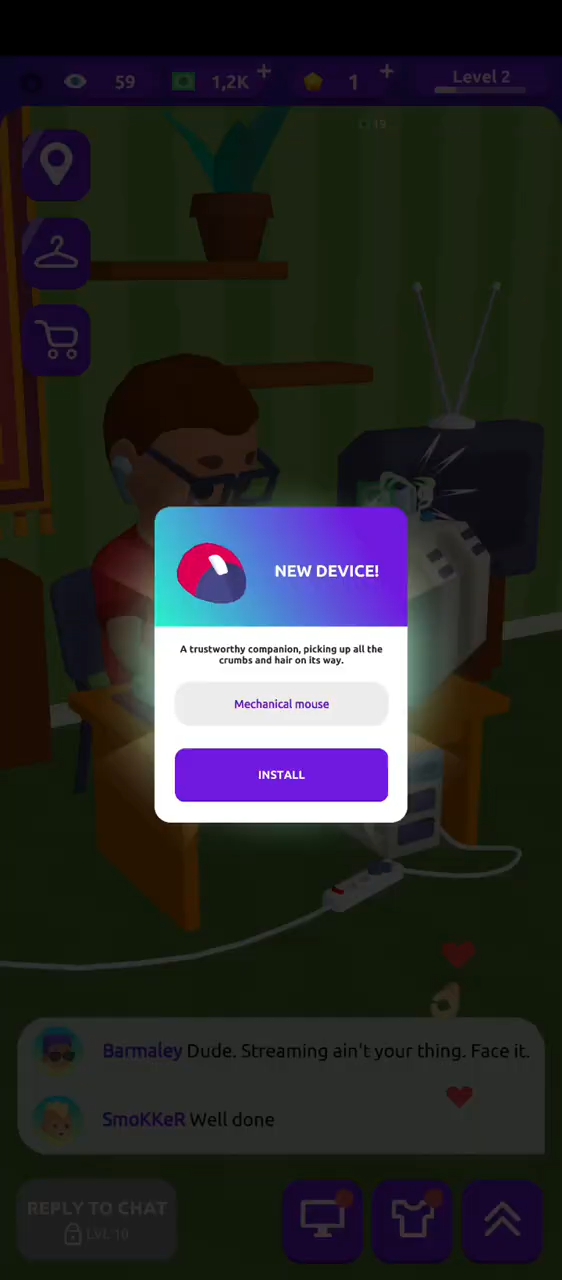 59
1,2K
+
1
+
Level 2
19
NEW DEVICE!
A trustworthy companion, picking up all the
crumbs and hair on its way.
Mechanical mouse
INSTALL
Barmaley Dude. Streaming ain't your thing. Face it.
SmoKKeR Well done
REPLY TO CHAT
LVL 10